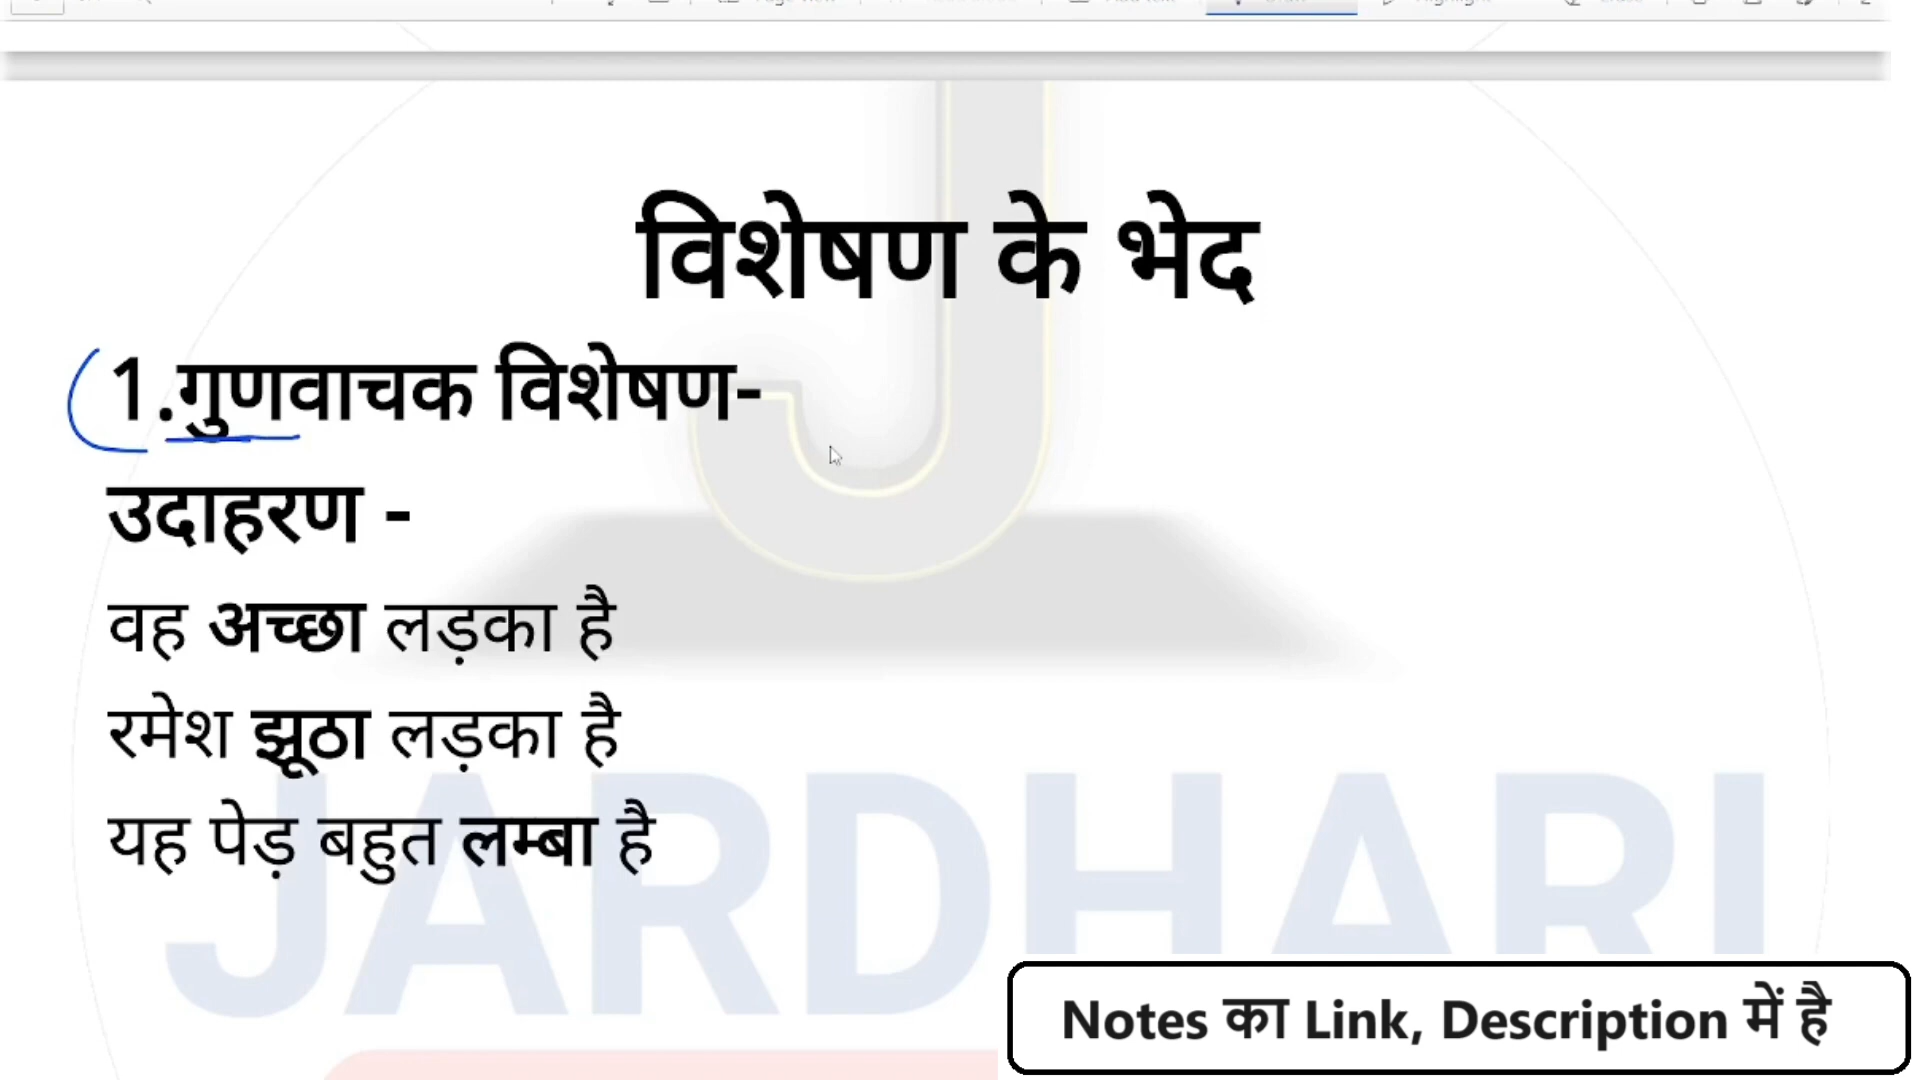 विशेषण के भेद
1.गुणवाचक विशेषण-
उदाहरण -
वह अच्छा लड़का है
रमेश झूठा लड़का है
यह पेड़ बहुत लम्बा है
JARDHARI
Notes का Link, Description में है